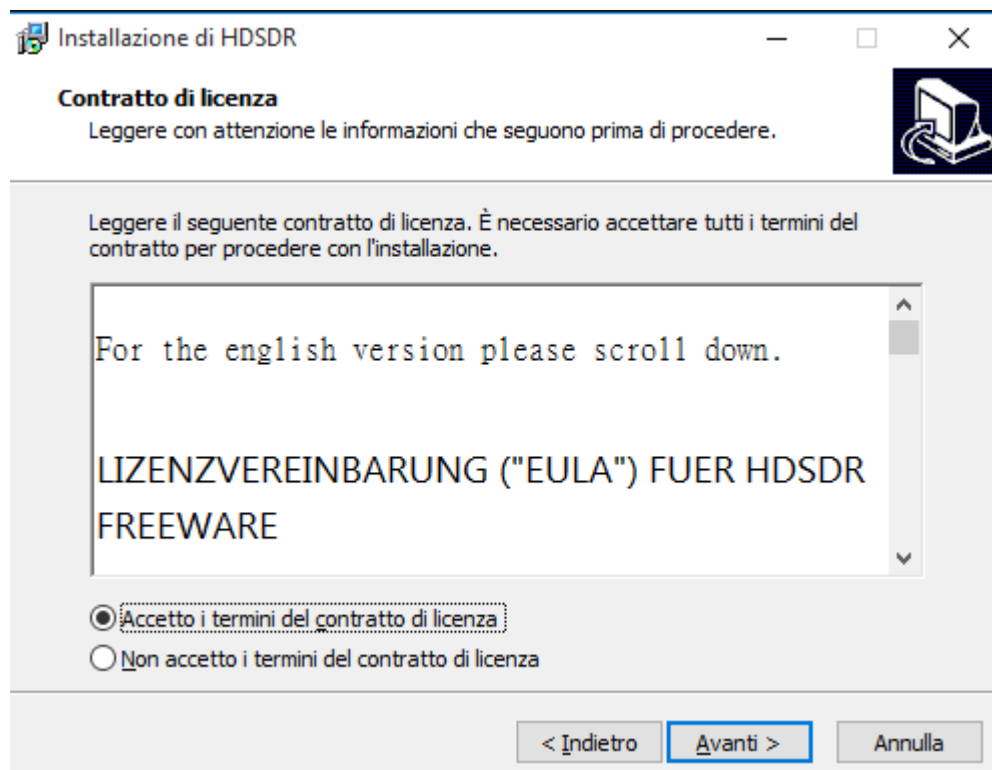 Installazione di HDSDR
Contratto di licenza
Leggere con attenzione le informazioni che seguono prima di procedere.
Leggere il seguente contratto di licenza. È necessario accettare tutti i termini del
contratto per procedere con l'installazione.
For the english version please scroll down.
LIZENZVEREINBARUNG ("EULA") FUER HDSDR
FREEWARE
Accetto i termini del contratto di licenza
Non accetto i termini del contratto di licenza
< Indietro
Avanti >
Annulla